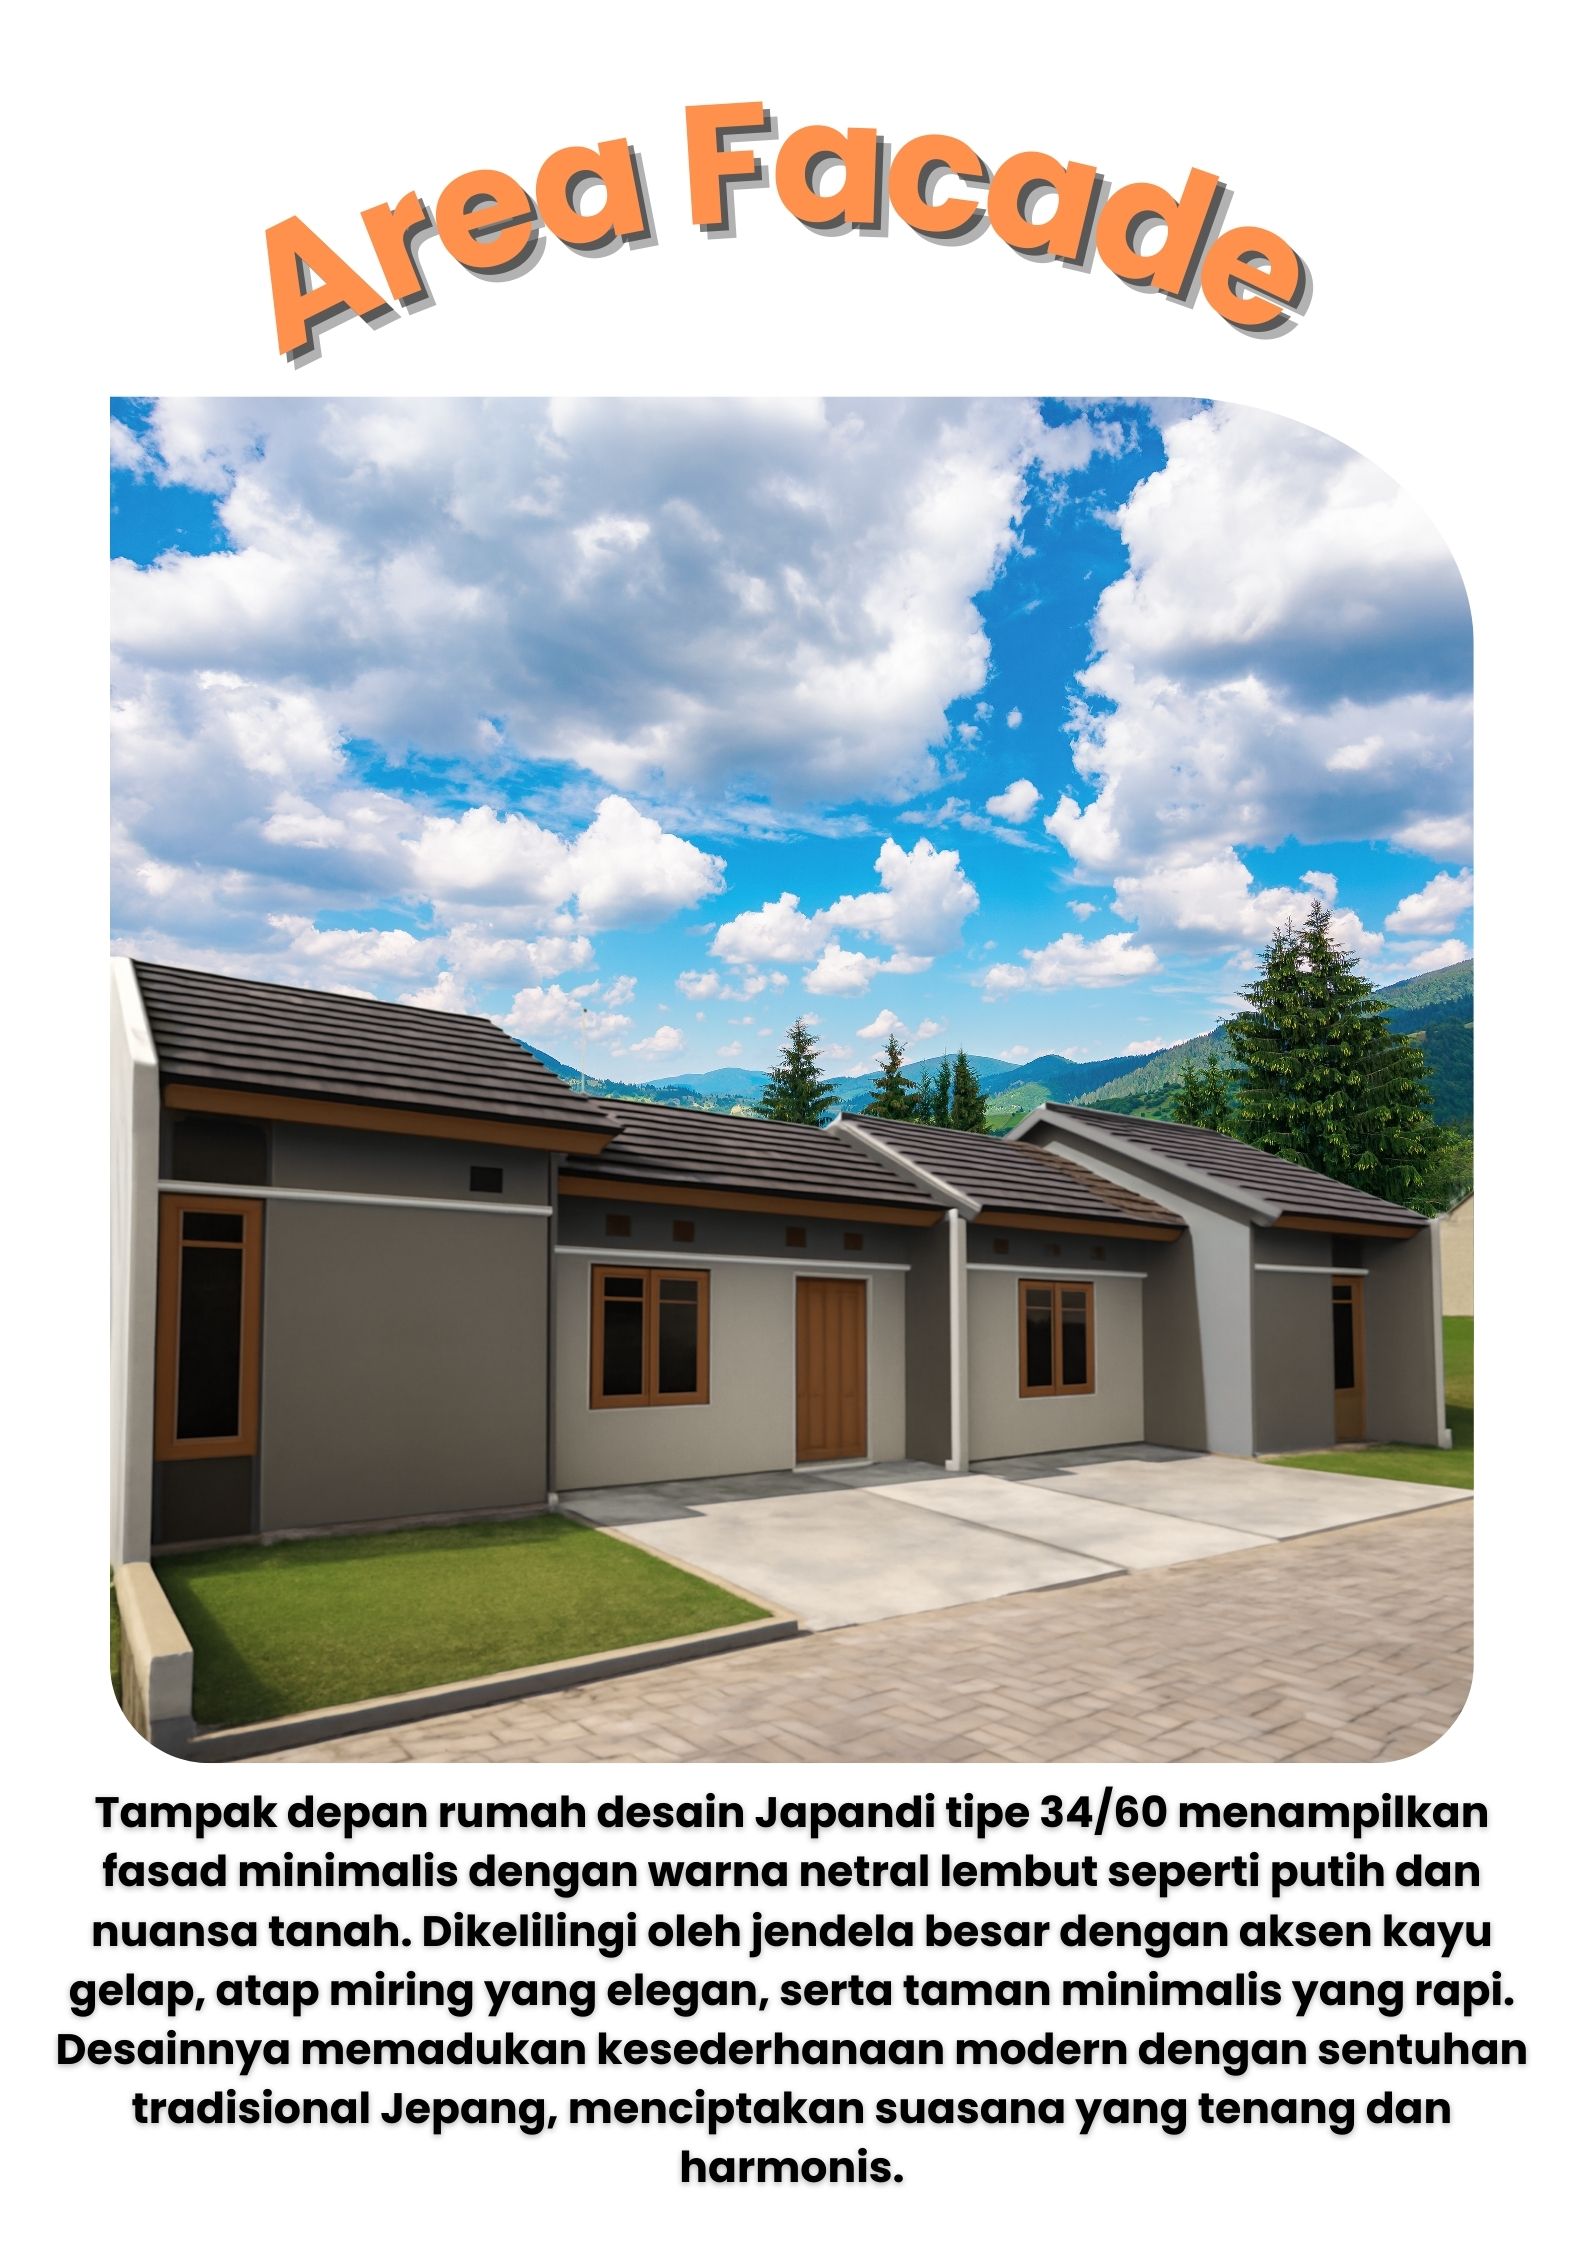 Area Facade
Tampak depan rumah desain Japandi tipe 34/60 menampilkan
fasad minimalis dengan warna netral lembut seperti putih dan
nuansa tanah. Dikelilingi oleh jendela besar dengan aksen kayu
gelap, atap miring yang elegan, serta taman minimalis yang rapi.
Desainnya memadukan kesederhanaan modern dengan sentuhan
tradisional Jepang, menciptakan suasana yang tenang dan
harmonis.